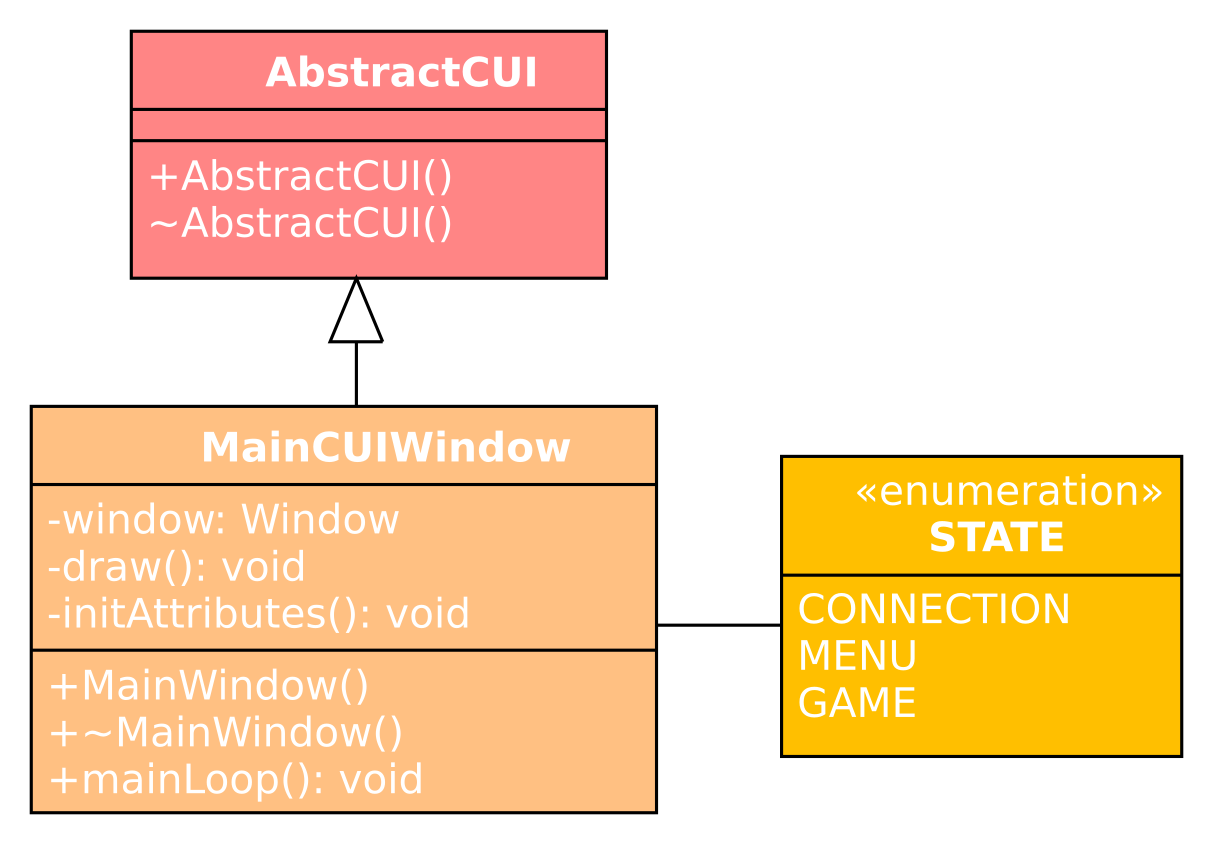 AbstractCUI
+AbstractCUI()
~AbstractCUI()
MainCUIWindow
-window: Window
-draw(): void
-initAttributes(): void
+MainWindow()
+~MainWindow()
+mainLoop(): void
«enumeration»
STATE
CONNECTION
MENU
GAME